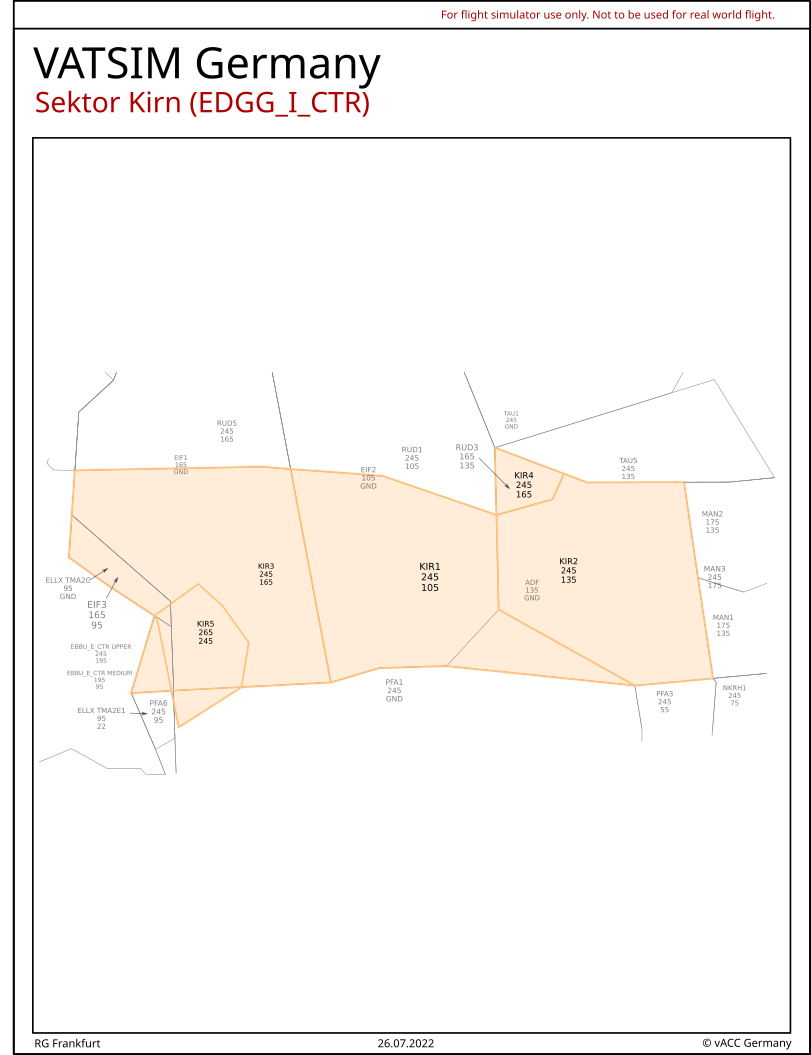 For flight simulator use only. Not to be used for real world flight.
VATSIM Germany
Sektor Kirn (EDGG_I_CTR)
TAU1
245
GND
RUD5
245
165
RUD1
245
105
RUD3
165
135
EIF1
165
GND
EIF2
105
GND
KIR4
245
165
TAU5
245
135
MAN2
175
135
KIR3
245
165
KIR1
245
105
KIR2
245
135
ADF
135
GND
MAN3
245
175
ELLX TMA2C
95
GND
EIF3
165
95
KIR5
265
245
MAN1
175
135
EBBU_E_CTR UPPER
245
195
EBBU_E_CTR MEDIUM
195
95
PFA1
245
GND
PFA3
245
55
NKRH1
245
75
ELLX TMA2E1
95
22
PFA6
245
95
RG Frankfurt
26.07.2022
© vACC Germany